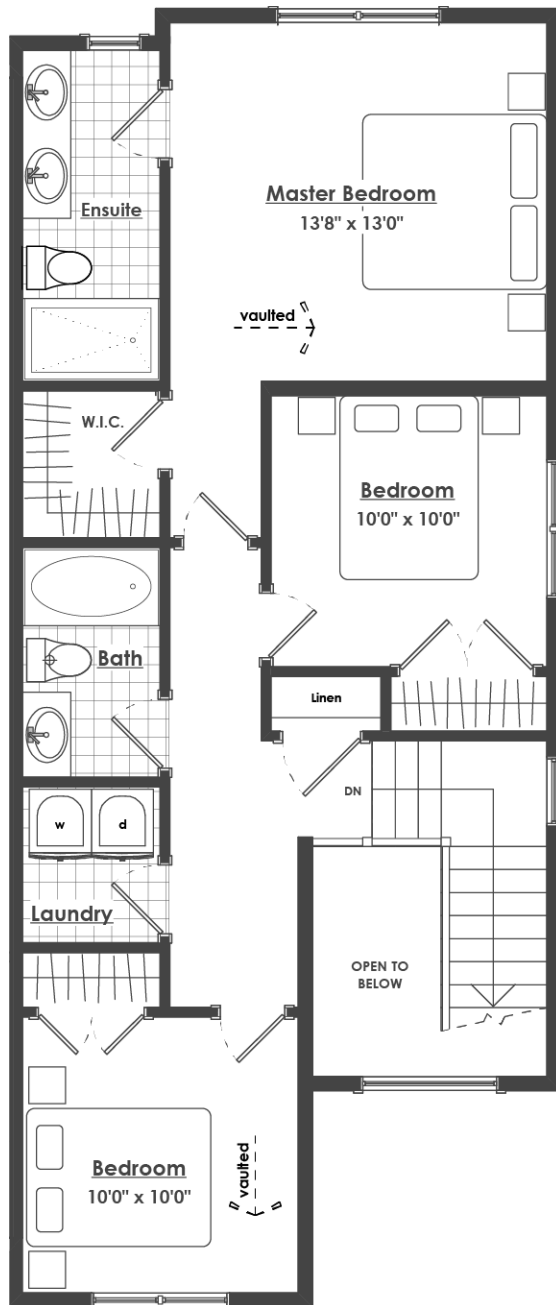 Ensuite
Master Bedroom
13'8" x 13'0"
vaulted
W.I.C.
Bedroom
10'0" x 10'0"
Bath
Linen
DN
w
d
Laundry
OPEN TO
BELOW
Bedroom
10'0" x 10'0"
vaulted